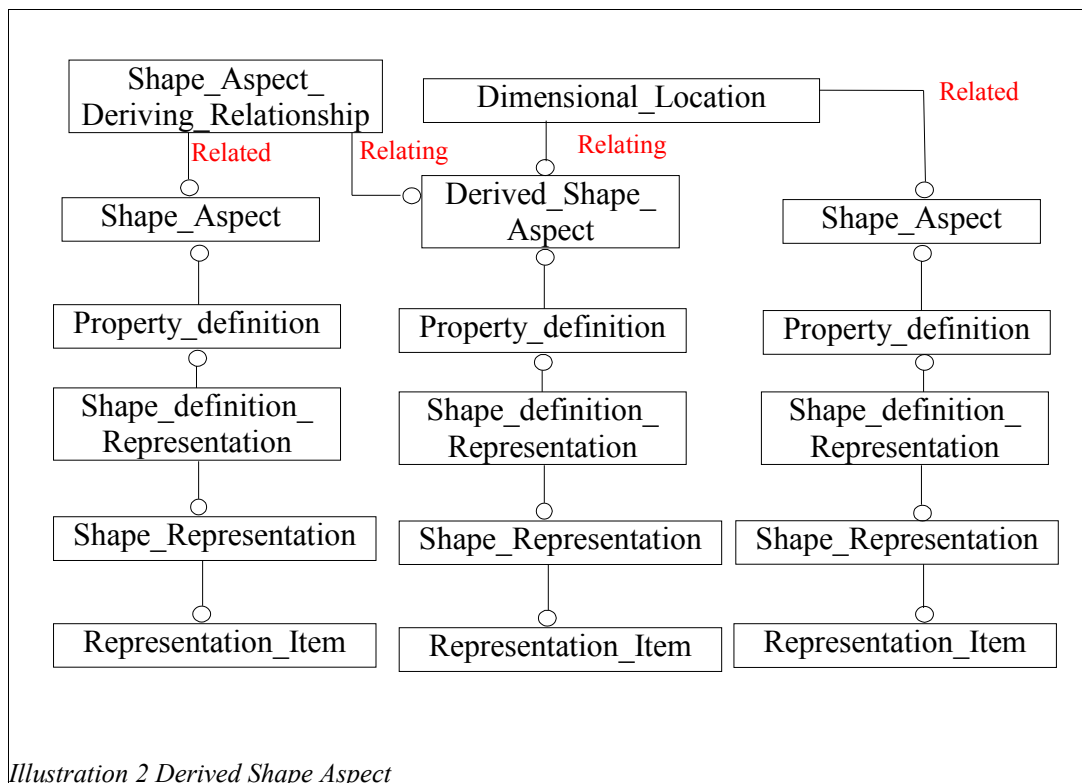 Shape_Aspect_
Deriving_Relationship
Dimensional_Location
Related
Related
Relating
Relating
Shape_Aspect
Derived_Shape_
Aspect
Shape_Aspect
Property_definition
Property_definition
Property_definition
Shape_definition_
Representation
Shape_definition_
Representation
Shape_definition_
Representation
Shape_Representation
Shape_Representation
Shape_Representation
Representation_Item
Representation_Item
Representation_Item
Illustration 2 Derived Shape Aspect